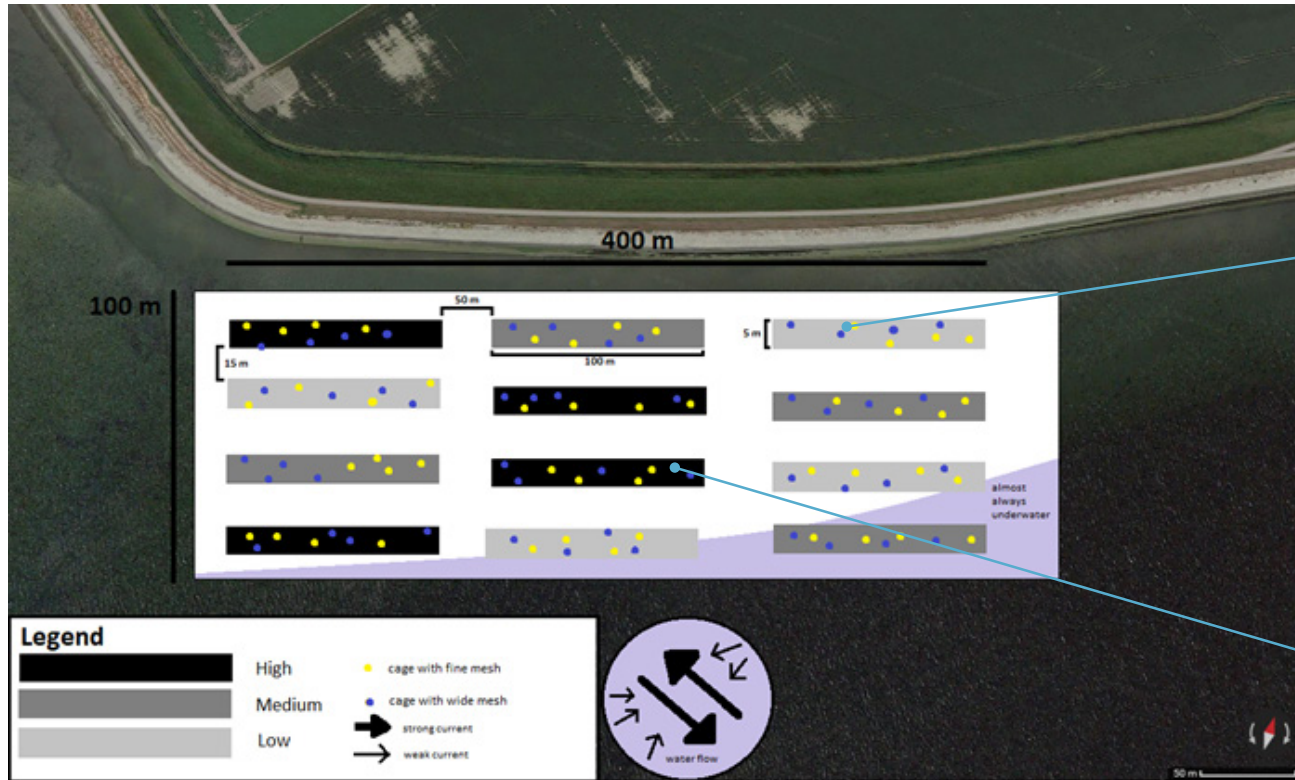 400 m
100 m
50 m
15 m
100 m
5 m
almost
always
underwater
Legend
High
Medium
Low
cage with fine mesh
cage with wide mesh
strong current
weak current
water flow
50 m